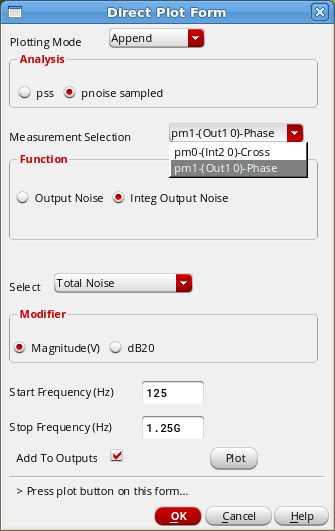 Direct Plot Form
Plotting Mode Append
Analysis
pss pnoise sampled
Measurement Selection pm1-(Out1 0)-Phase
pm0-(Int2 0)-Cross
pm1-(Out1 0)-Phase
Function
Output Noise Integ Output Noise
Select Total Noise
Modifier
Magnitude(V) dB20
Start Frequency (Hz) 125
Stop Frequency (Hz) 1.25G
Add To Outputs Plot
> Press plot button on this form...
OK Cancel Help